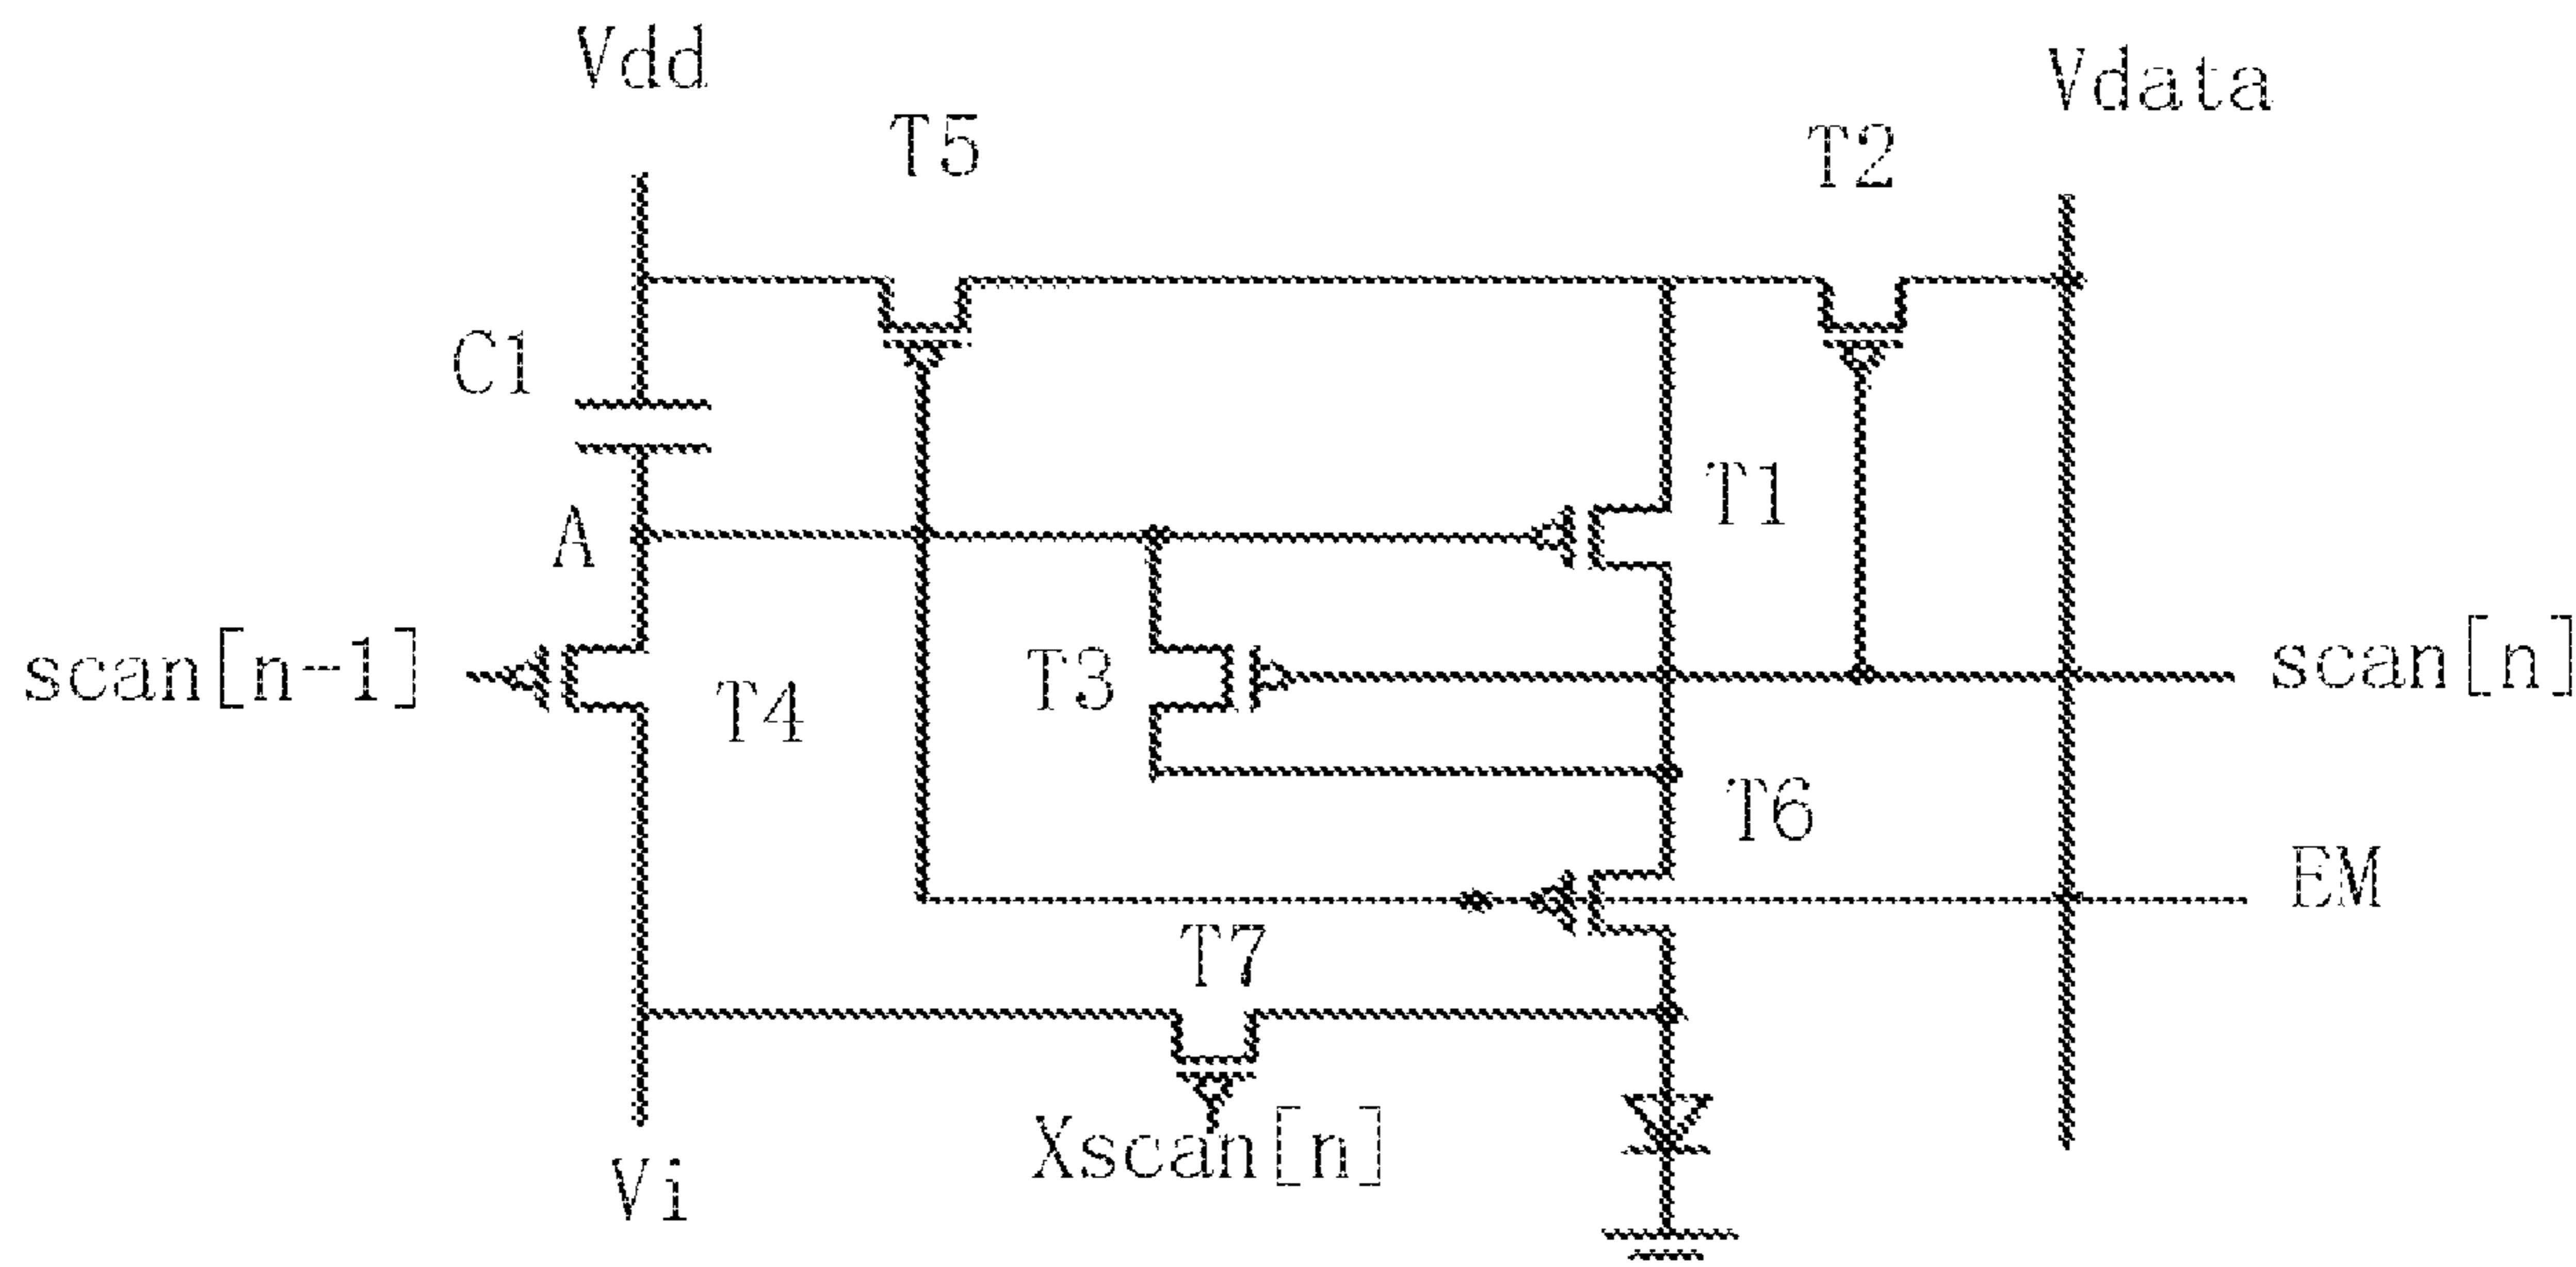 Vdd
Vdata
T5
T2
C1
T1
A
scan[n-1]
T4
T3
scan[n]
T6
EM
T7
Xscan[n]
Vi